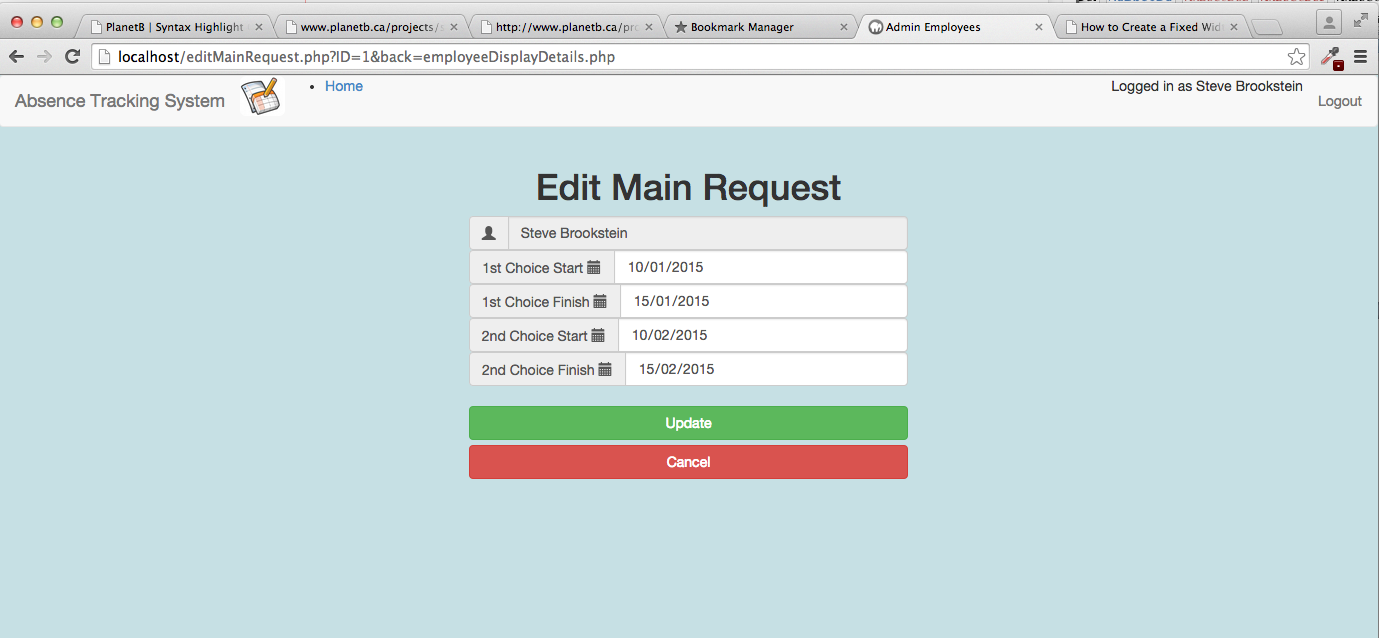 PlanetB | Syntax Highlight
www.planetb.ca/projects/
http://www.planetb.ca/pro
Bookmark Manager
Admin Employees
How to Create a Fixed Wid
localhost/editMainRequest.php?ID=1&back=employeeDisplayDetails.php
Absence Tracking System
• Home
Logged in as Steve Brookstein
Logout
Edit Main Request
Steve Brookstein
1st Choice Start 10/01/2015
1st Choice Finish 15/01/2015
2nd Choice Start 10/02/2015
2nd Choice Finish 15/02/2015
Update
Cancel